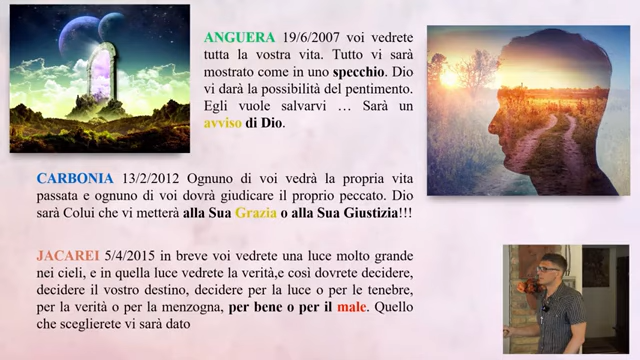 ANGUERA 19/6/2007 voi vedrete
tutta la vostra vita. Tutto vi sarà
mostrato come in uno specchio. Dio
vi darà la possibilità del pentimento.
Egli vuole salvarvi … Sarà un
avviso di Dio.
CARBONIA 13/2/2012 Ognuno di voi vedrà la propria vita
passata e ognuno di voi dovrà giudicare il proprio peccato. Dio
sarà Colui che vi metterà alla Sua Grazia o alla Sua Giustizia!!!
JACAREI 5/4/2015 in breve voi vedrete una luce molto grande
nei cieli, e in quella luce vedrete la verità,e così dovrete decidere,
decidere il vostro destino, decidere per la luce o per le tenebre,
per la verità o per la menzogna, per bene o per il male. Quello
che sceglierete vi sarà dato